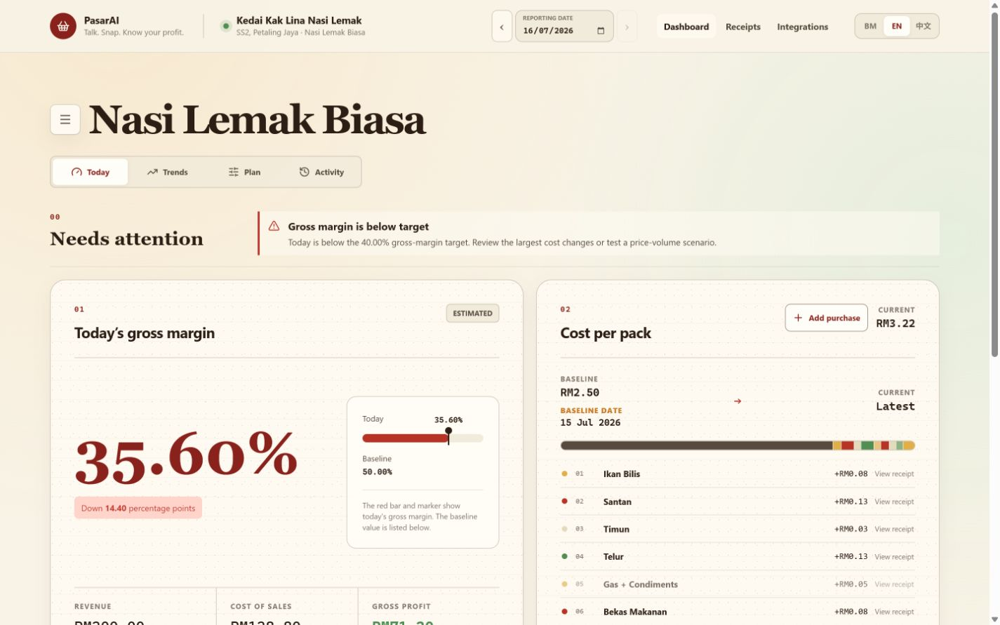 PasarAI
Talk. Snap. Know your profit.
Kedai Kak Lina Nasi Lemak
SS2, Petaling Jaya · Nasi Lemak Biasa
REPORTING DATE
16/07/2026
Dashboard
Receipts
Integrations
BM
EN
中文
Nasi Lemak Biasa
Today
Trends
Plan
Activity
00
Needs attention
Gross margin is below target
Today is below the 40.00% gross-margin target. Review the largest cost changes or test a price-volume scenario.
01
Today's gross margin
ESTIMATED
35.60%
Down 14.40 percentage points
Today
35.60%
Baseline
50.00%
The red bar and marker show
today's gross margin. The baseline
value is listed below.
REVENUE
RM200.00
COST OF SALES
RM128.80
GROSS PROFIT
RM71.20
02
Cost per pack
Add purchase
CURRENT
RM3.22
BASELINE
RM2.50
BASELINE DATE
15 Jul 2026
→
CURRENT
Latest
01 Ikan Bilis +RM0.08 View receipt
02 Santan +RM0.13 View receipt
03 Timun +RM0.03 View receipt
04 Telur +RM0.13 View receipt
05 Gas + Condiments +RM0.05 View receipt
06 Bekas Makanan +RM0.08 View receipt